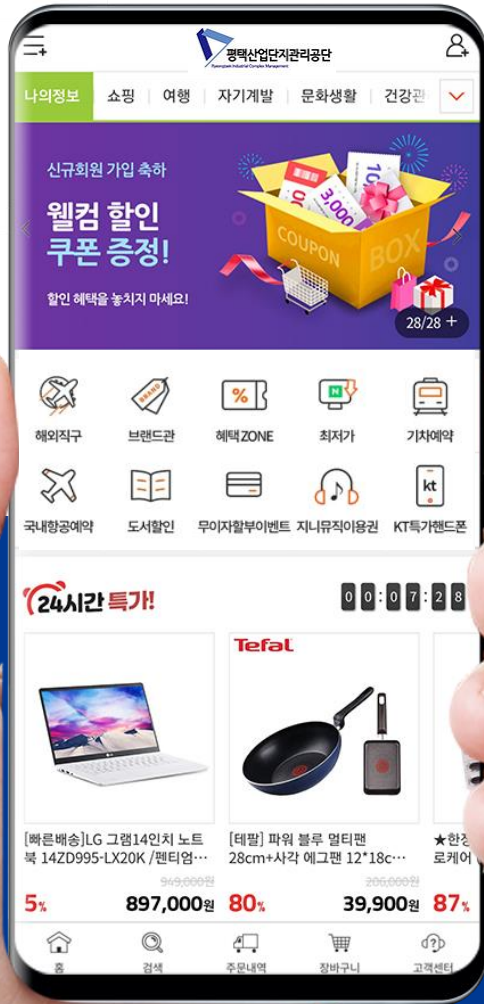 평택산업단지관리공단
Pyeongtaek Industrial Complex Management
나의정보 쇼핑 여행 자기계발 문화생활 건강관
신규회원 가입 축하
웰컴 할인
쿠폰 증정!
할인 혜택을 놓치지 마세요!
3,000
COUPON
BOX
28/28 +
BRAND
%
N
kt
해외직구 브랜드관 혜택ZONE 최저가 기차예약
국내항공예약 도서할인 무이자할부이벤트 지니뮤직이용권 KT특가핸드폰
24시간 특가!
00:07:28
Tefal
[빠른배송]LG 그램14인치 노트
북 14ZD995-LX20K /펜티엄…
949,000원
5% 897,000원
[테팔] 파워 블루 멀티팬
28cm+사각 에그팬 12*18c…
206,000원
80% 39,900원
★한정
로케어
87%
홈 검색 주문내역 장바구니 고객센터